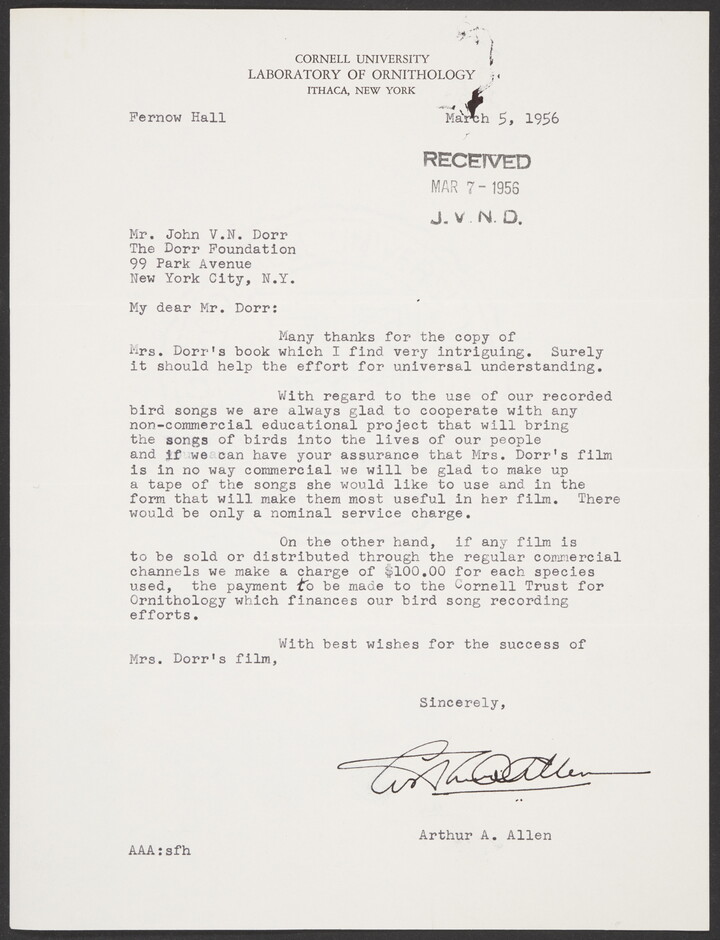 CORNELL UNIVERSITY
LABORATORY OF ORNITHOLOGY
ITHACA, NEW YORK
Fernow Hall
March 5, 1956
RECEIVED
MAR 7 - 1956
J. V. N. D.
Mr. John V.N. Dorr
The Dorr Foundation
99 Park Avenue
New York City, N.Y.
My dear Mr. Dorr:
Many thanks for the copy of
Mrs. Dorr's book which I find very intriguing. Surely
it should help the effort for universal understanding.
With regard to the use of our recorded
bird songs we are always glad to cooperate with any
non-commercial educational project that will bring
the songs of birds into the lives of our people
and if we can have your assurance that Mrs. Dorr's film
is in no way commercial we will be glad to make up
a tape of the songs she would like to use and in the
form that will make them most useful in her film. There
would be only a nominal service charge.
On the other hand, if any film is
to be sold or distributed through the regular commercial
channels we make a charge of $100.00 for each species
used, the payment to be made to the Cornell Trust for
Ornithology which finances our bird song recording
efforts.
With best wishes for the success of
Mrs. Dorr's film,
Sincerely,
Arthur A. Allen
Arthur A. Allen
AAA:sfh